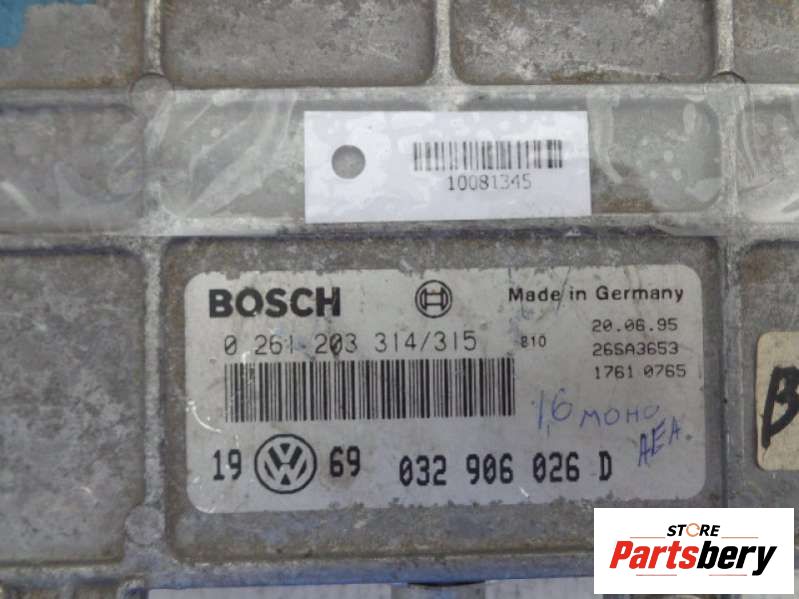 10081345
BOSCH
Made in Germany
0 261 203 314/315
810
20.06.95
26SA3653
1761 0765
1,6 моно
AEA.
19 VW 69
032 906 026 D
B
STORE
Partsbery